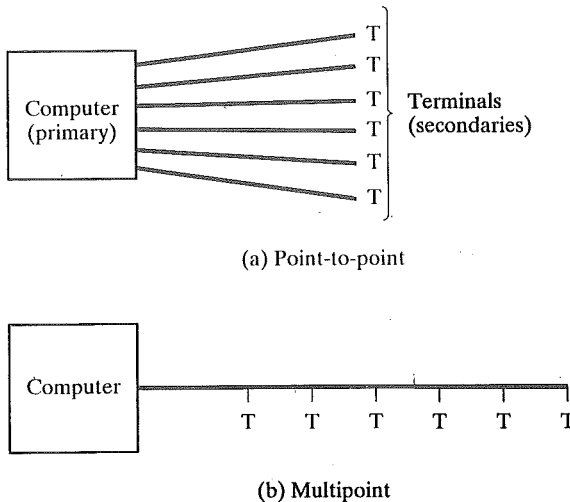 T
T
Computer
(primary)
T
Terminals
(secondaries)
T
T
T
(a) Point-to-point
Computer
T T T T T T
(b) Multipoint